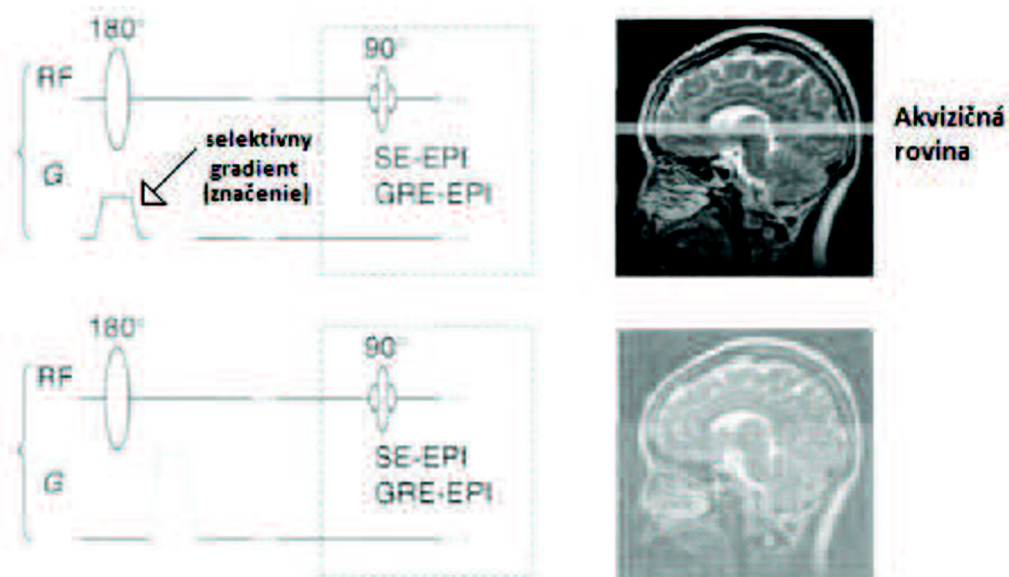 180°
90°
RF
selektívny
gradient
(značenie)
G
SE-EPI
GRE-EPI
Akvizičná
rovina
180°
90°
RF
G
SE-EPI
GRE-EPI